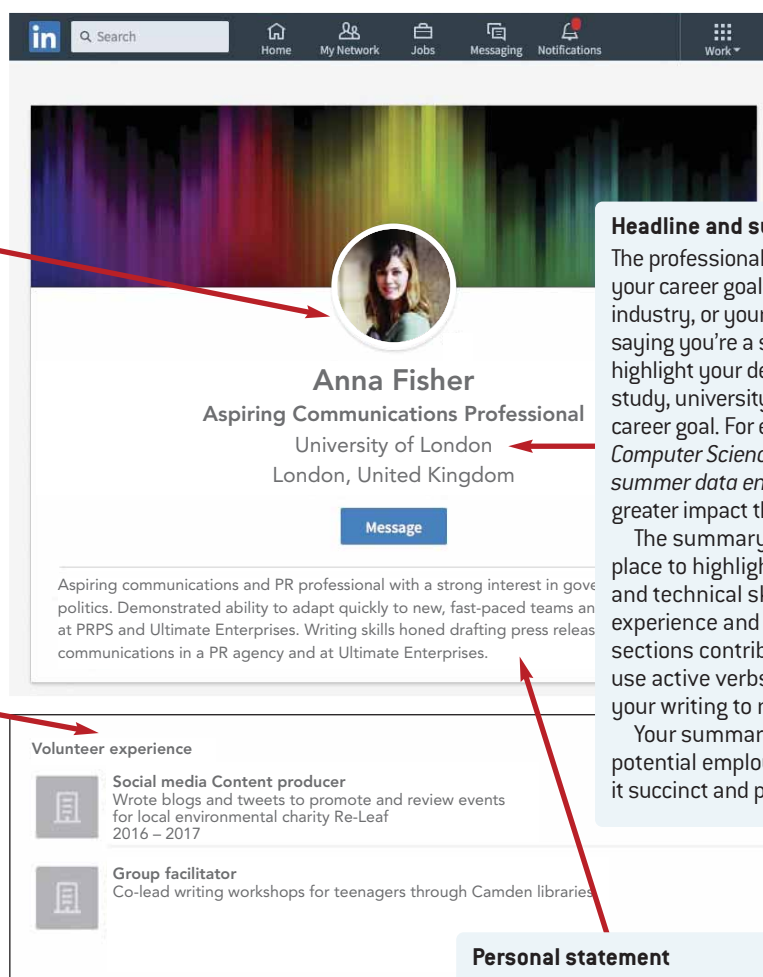 in
Search
Home
My Network
Jobs
Messaging
Notifications
Work
Anna Fisher
Aspiring Communications Professional
University of London
London, United Kingdom
Message
Aspiring communications and PR professional with a strong interest in gove
politics. Demonstrated ability to adapt quickly to new, fast-paced teams an
at PRPS and Ultimate Enterprises. Writing skills honed drafting press releas
communications in a PR agency and at Ultimate Enterprises.
Headline and su
The professional
your career goal
industry, or your
saying you're a s
highlight your de
study, university
career goal. For e
Computer Scienc
summer data en
greater impact th
The summary
place to highligh
and technical sk
experience and
sections contrib
use active verbs
your writing to r
Your summar
potential emplo
it succinct and p
Volunteer experience
Social media Content producer
Wrote blogs and tweets to promote and review events
for local environmental charity Re-Leaf
2016 – 2017
Group facilitator
Co-lead writing workshops for teenagers through Camden libraries
Personal statement